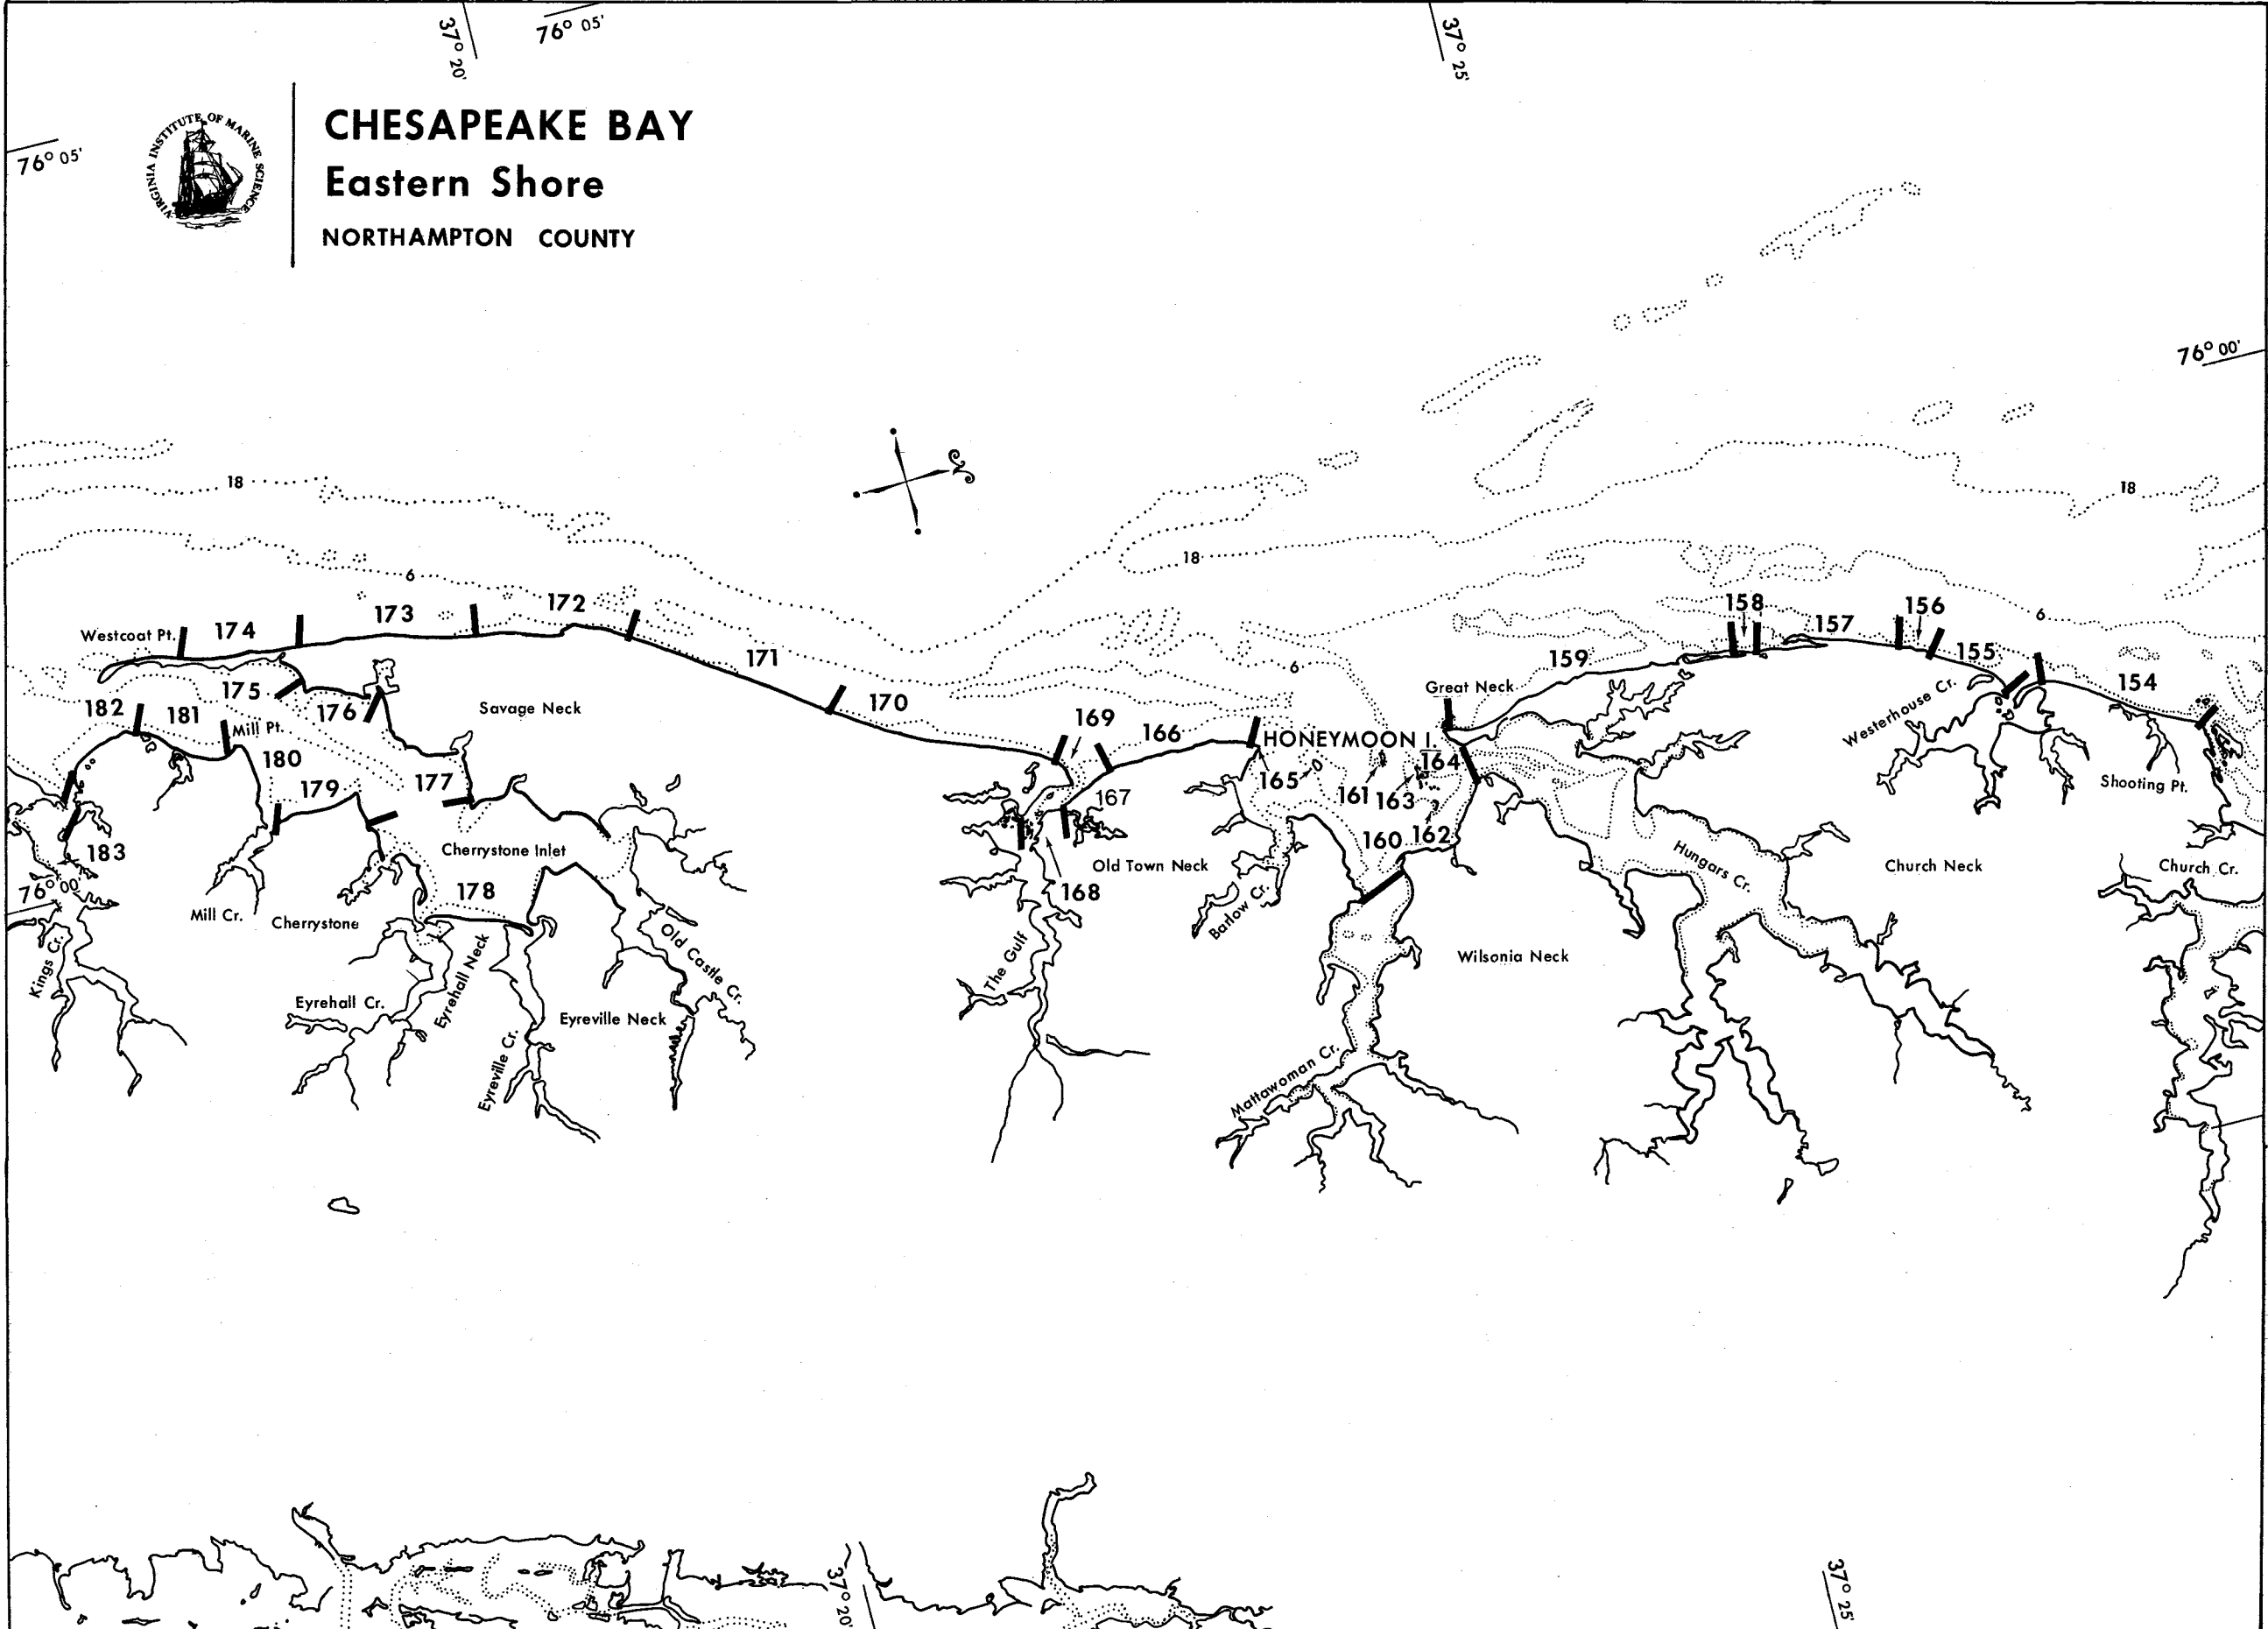 37° 20'
76° 05'
37° 25'
76° 05'
VIRGINIA INSTITUTE OF MARINE SCIENCE
CHESAPEAKE BAY
Eastern Shore
NORTHAMPTON COUNTY
76° 00'
18
18
18
6
6
6
Westcoat Pt.
174
173
172
171
170
169
166
HONEYMOON I.
Great Neck
159
158
157
156
155
154
182
181
175
176
Mill Pt.
180
179
177
Savage Neck
167
165
161
163
164
160
162
Westerhouse Cr.
Shooting Pt.
183
76° 00'
Cherrystone Inlet
178
Old Town Neck
168
Barlow Cr.
Hungars Cr.
Church Neck
Church Cr.
Mill Cr.
Cherrystone
Kings Cr.
Eyrehall Cr.
Eyrehall Neck
Old Castle Cr.
Eyreville Neck
Eyreville Cr.
The Gulf
Wilsonia Neck
Mattawoman Cr.
37° 20'
37° 25'